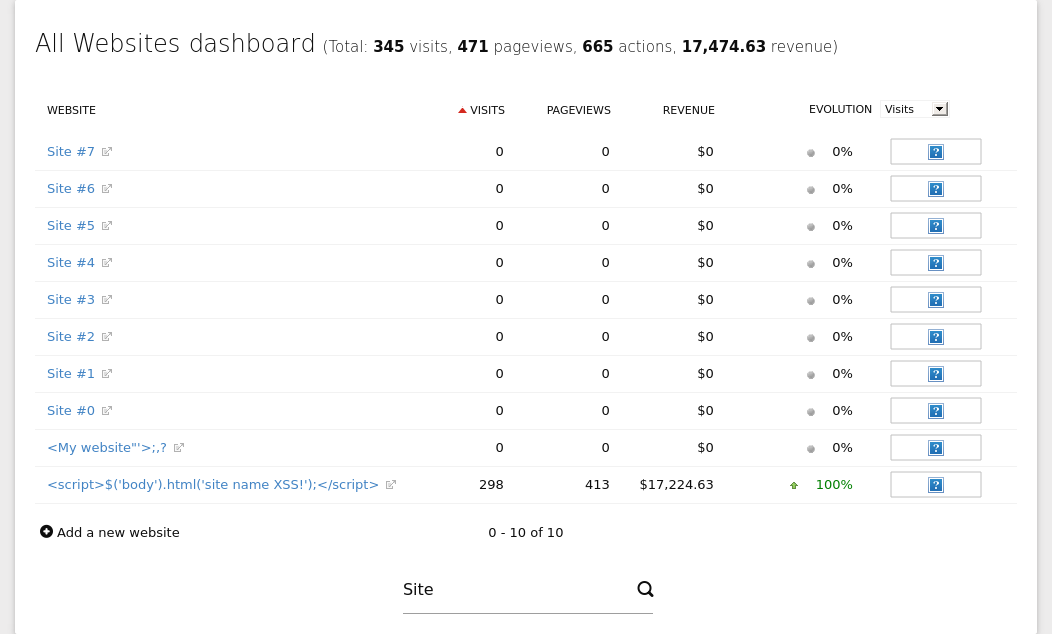 All Websites dashboard (Total: 345 visits, 471 pageviews, 665 actions, 17,474.63 revenue)
WEBSITE VISITS PAGEVIEWS REVENUE EVOLUTION Visits
Site #7 0 0 $0 0% ?
Site #6 0 0 $0 0% ?
Site #5 0 0 $0 0% ?
Site #4 0 0 $0 0% ?
Site #3 0 0 $0 0% ?
Site #2 0 0 $0 0% ?
Site #1 0 0 $0 0% ?
Site #0 0 0 $0 0% ?
<My website"'>;,? 0 0 $0 0% ?
<script>$('body').html('site name XSS!');</script> 298 413 $17,224.63 100% ?
Add a new website 0 - 10 of 10
Site